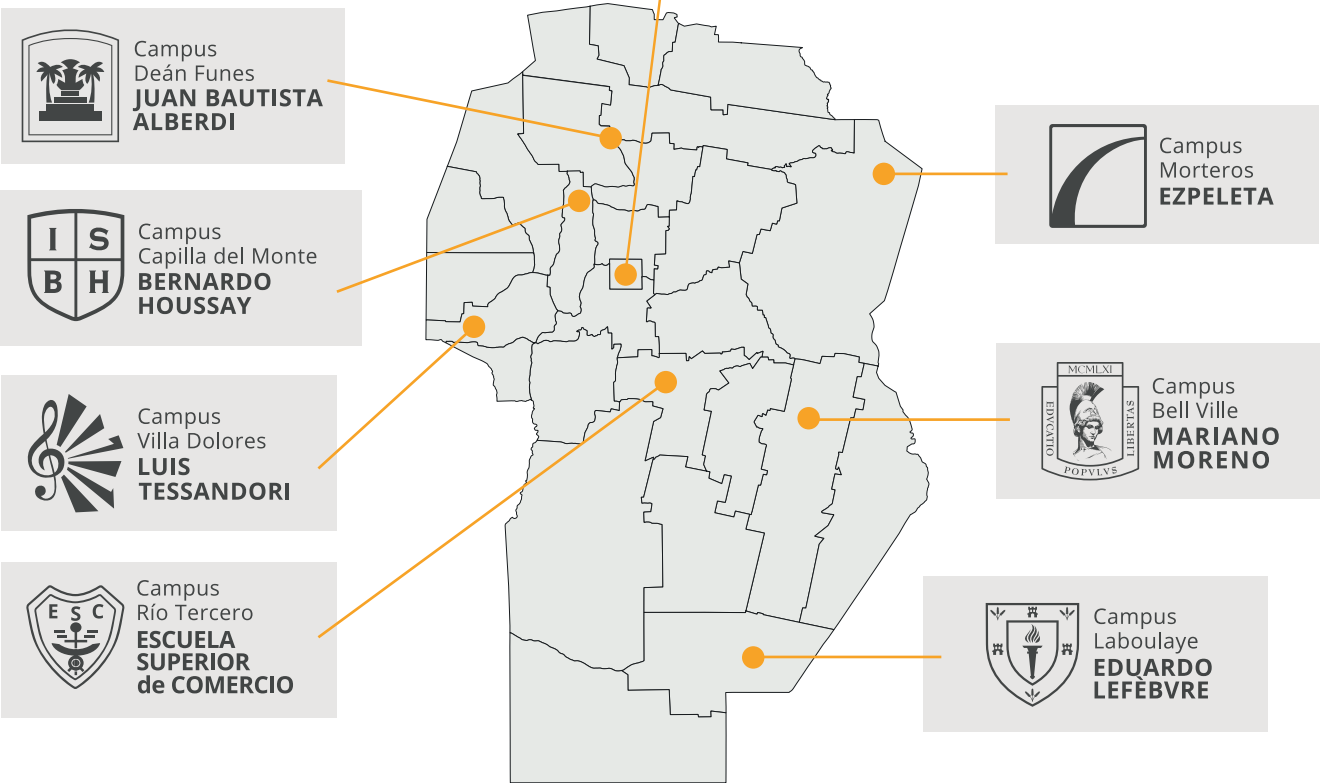 Campus
Deán Funes
JUAN BAUTISTA
ALBERDI
I S
B H
Campus
Capilla del Monte
BERNARDO
HOUSSAY
Campus
Villa Dolores
LUIS
TESSANDORI
E S C
Campus
Río Tercero
ESCUELA
SUPERIOR
de COMERCIO
Campus
Morteros
EZPELETA
MCMLXI
EDVCATIO
LIBERTAS
POPVLVS
Campus
Bell Ville
MARIANO
MORENO
Campus
Laboulaye
EDUARDO
LEFÈBVRE